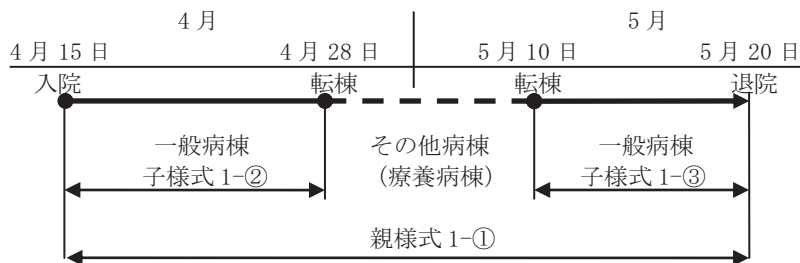 4月 5月
4月15日 4月28日 5月10日 5月20日
入院 転棟 転棟 退院
一般病棟 その他病棟 一般病棟
子様式1-② (療養病棟) 子様式1-③
親様式1-①